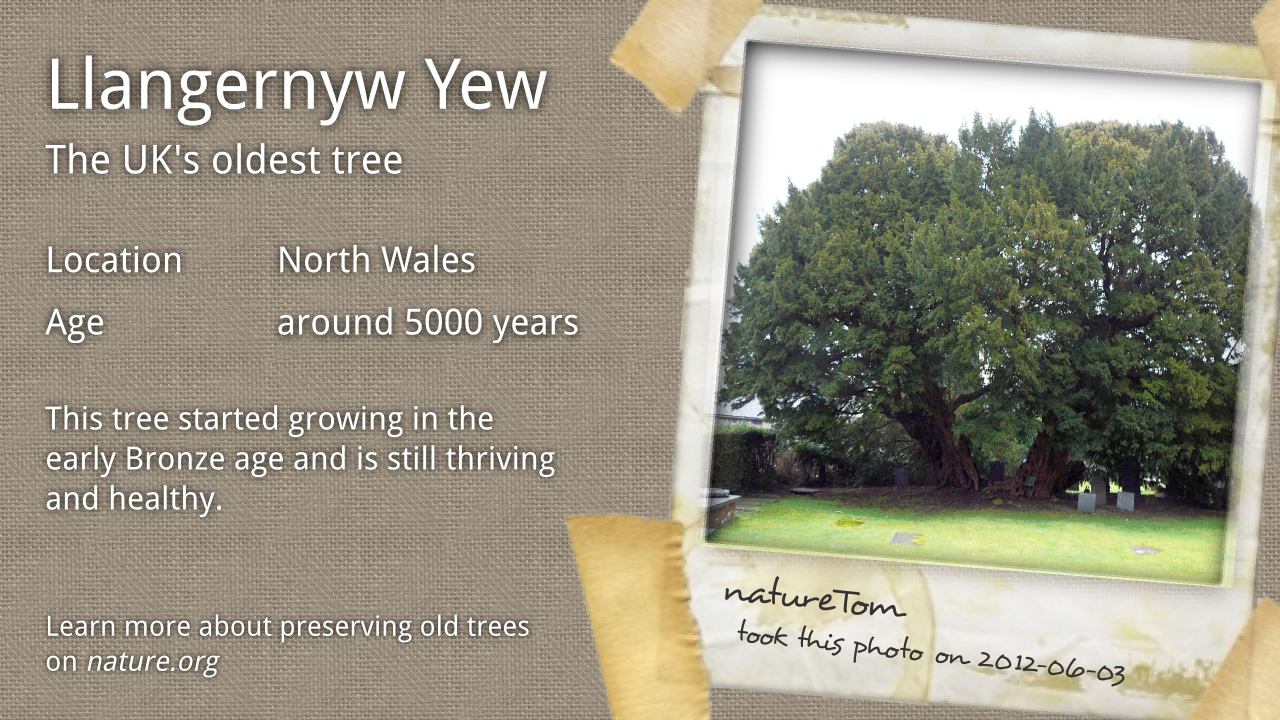 Llangernyw Yew
The UK's oldest tree
Location North Wales
Age around 5000 years
This tree started growing in the
early Bronze age and is still thriving
and healthy.
Learn more about preserving old trees
on nature.org
natureTom
took this photo on 2012-06-03